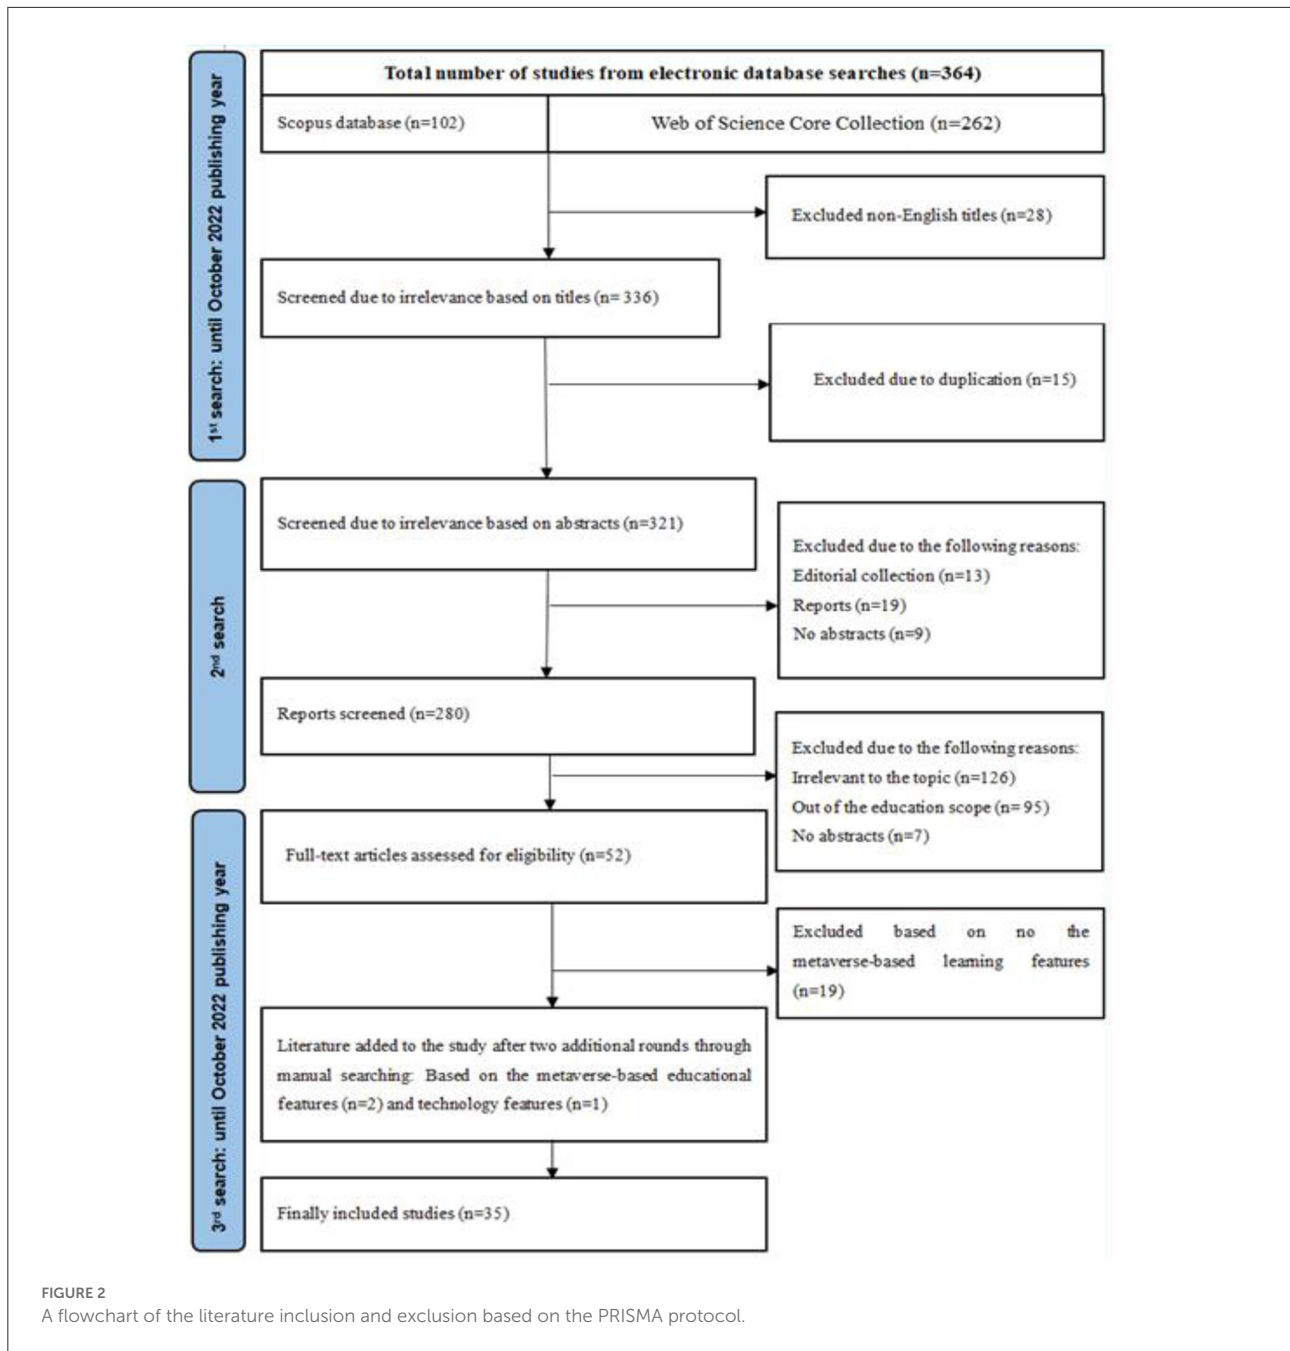 Total number of studies from electronic database searches (n=364)
Scopus database (n=102)
Web of Science Core Collection (n=262)
1st search: until October 2022 publishing year
Excluded non-English titles (n=28)
Screened due to irrelevance based on titles (n= 336)
Excluded due to duplication (n=15)
2nd search
Screened due to irrelevance based on abstracts (n=321)
Excluded due to the following reasons:
Editorial collection (n=13)
Reports (n=19)
No abstracts (n=9)
Reports screened (n=280)
Excluded due to the following reasons:
Irrelevant to the topic (n=126)
Out of the education scope (n= 95)
No abstracts (n=7)
3rd search: until October 2022 publishing year
Full-text articles assessed for eligibility (n=52)
Excluded based on no the
metaverse-based learning features
(n=19)
Literature added to the study after two additional rounds through
manual searching: Based on the metaverse-based educational
features (n=2) and technology features (n=1)
Finally included studies (n=35)
FIGURE 2
A flowchart of the literature inclusion and exclusion based on the PRISMA protocol.